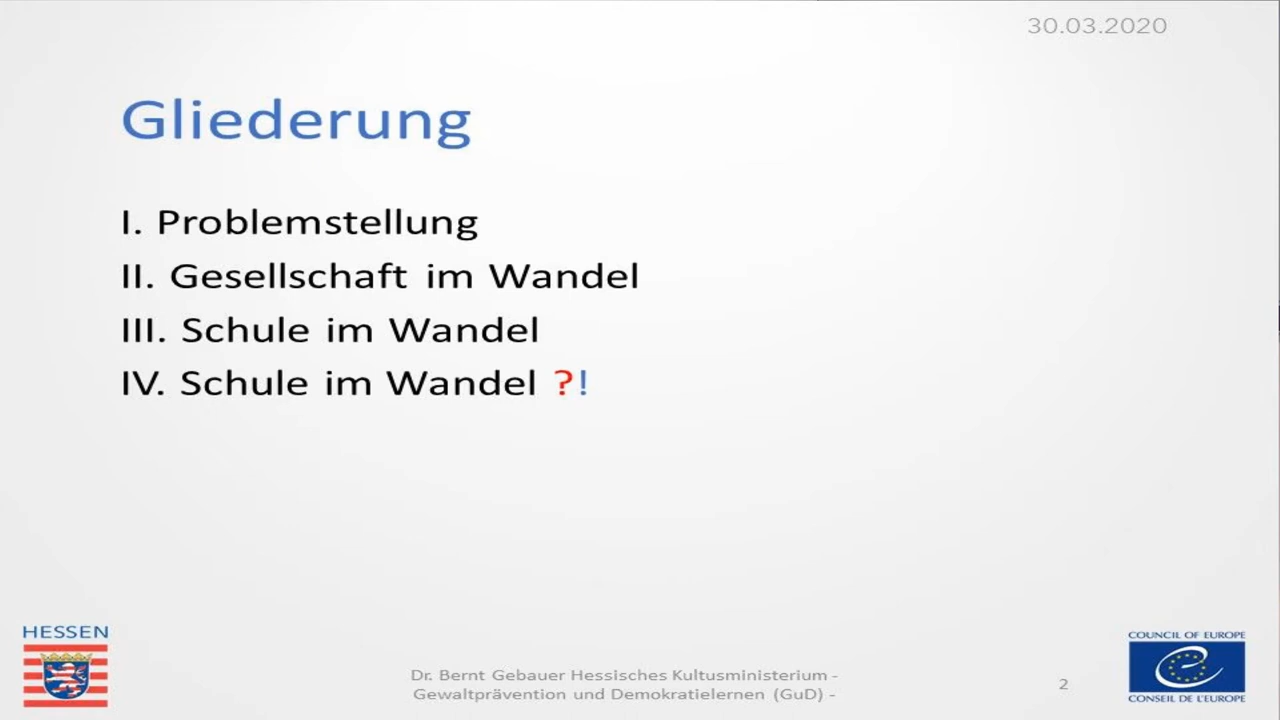 30.03.2020
Gliederung
I. Problemstellung
II. Gesellschaft im Wandel
III. Schule im Wandel
IV. Schule im Wandel ?!
HESSEN
Dr. Bernt Gebauer Hessisches Kultusministerium -
Gewaltprävention und Demokratielernen (GuD) -
2
COUNCIL OF EUROPE
CONSEIL DE L'EUROPE